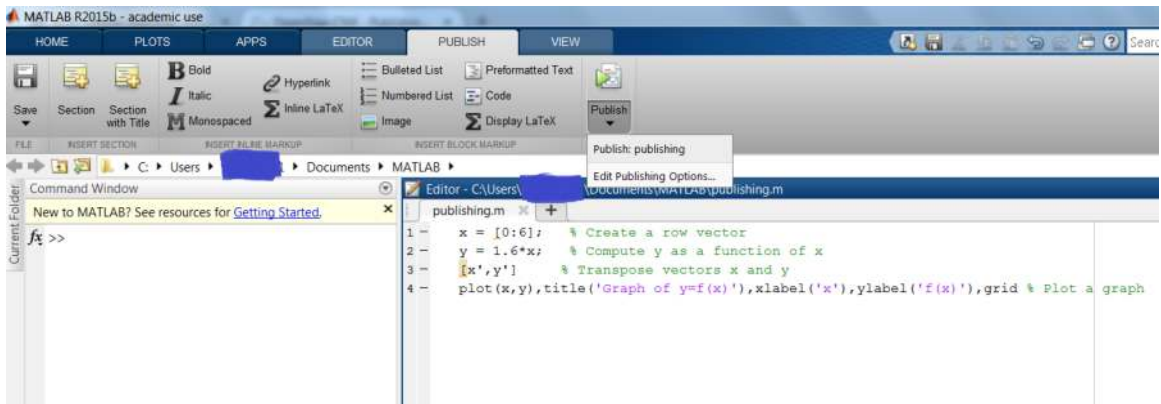 MATLAB R2015b - academic use
HOME PLOTS APPS EDITOR PUBLISH VIEW
Searc
Save
Section
Section with Title
B Bold
I Italic
M Monospaced
Hyperlink
Σ Inline LaTeX
Bulleted List
Numbered List
Image
Preformatted Text
Code
Σ Display LaTeX
Publish
FILE INSERT SECTION INSERT INLINE MARKUP INSERT BLOCK MARKUP
Publish: publishing
Edit Publishing Options...
C: Users Documents MATLAB
Current Folder
Command Window
New to MATLAB? See resources for Getting Started.
fx >>
Editor - C:\Users\ \Documents\MATLAB\publishing.m
publishing.m
1 - x = [0:6]; % Create a row vector
2 - y = 1.6*x; % Compute y as a function of x
3 - [x',y'] % Transpose vectors x and y
4 - plot(x,y),title('Graph of y=f(x)'),xlabel('x'),ylabel('f(x)'),grid % Plot a graph